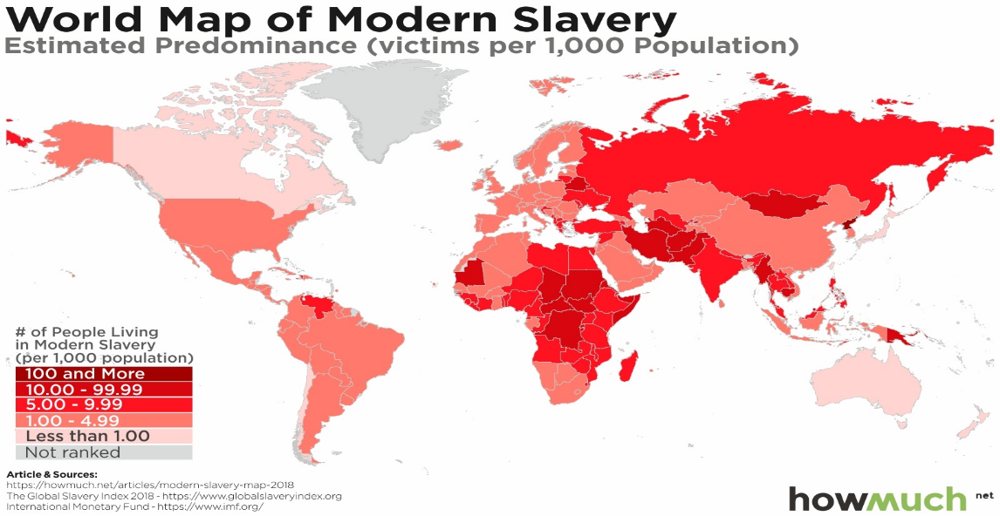 World Map of Modern Slavery
Estimated Predominance (victims per 1,000 Population)
# of People Living
in Modern Slavery
(per 1,000 population)
100 and More
10.00 - 99.99
5.00 - 9.99
1.00 - 4.99
Less than 1.00
Not ranked
Article & Sources:
https://howmuch.net/articles/modern-slavery-map-2018
The Global Slavery Index 2018 - https://www.globalslaveryindex.org
International Monetary Fund - https://www.imf.org/
howmuch net